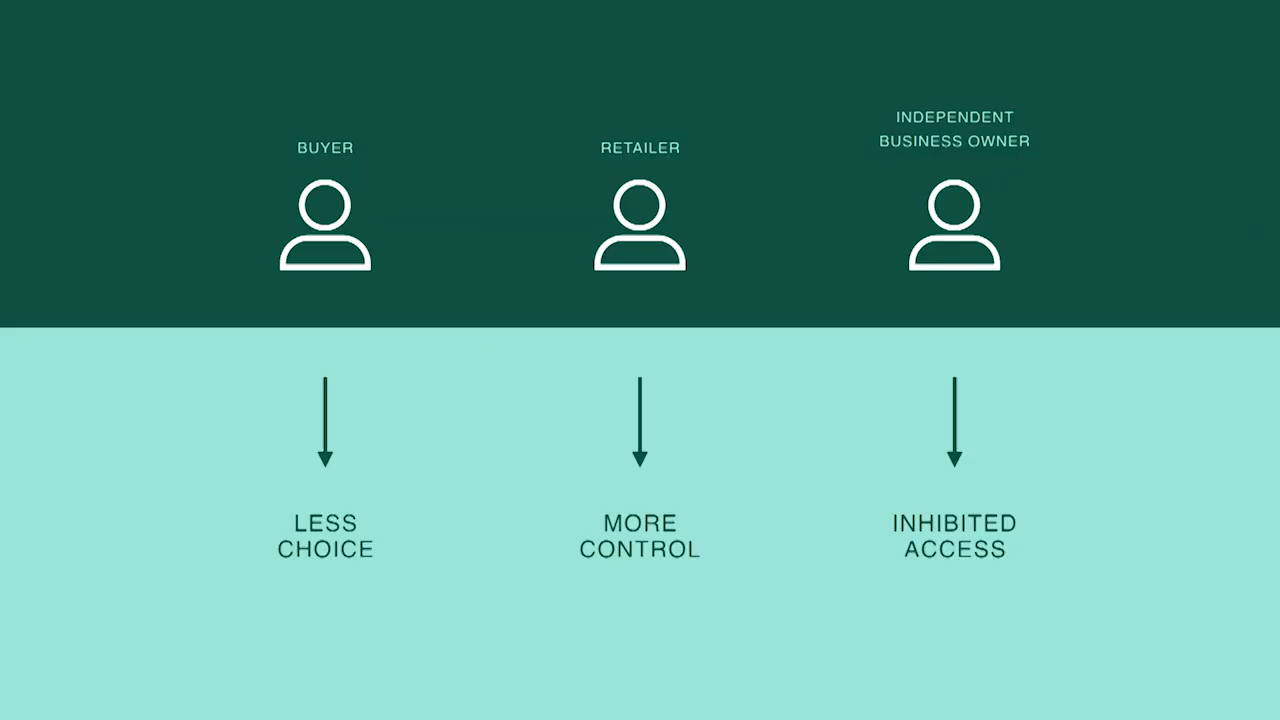 BUYER
RETAILER
INDEPENDENT
BUSINESS OWNER
LESS
CHOICE
MORE
CONTROL
INHIBITED
ACCESS